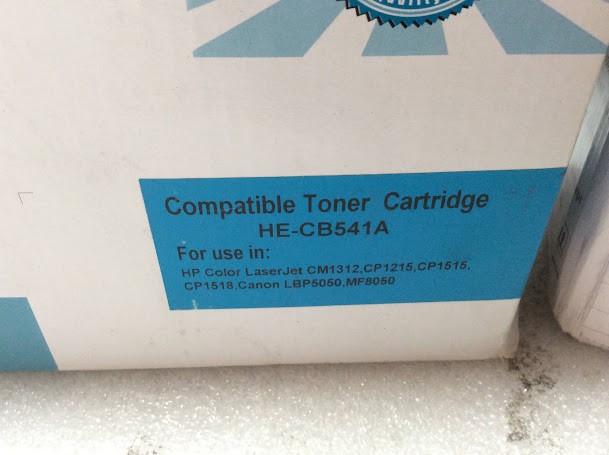 Compatible Toner Cartridge
HE-CB541A
For use in:
HP Color LaserJet CM1312,CP1215,CP1515,
CP1518,Canon LBP5050,MF8050